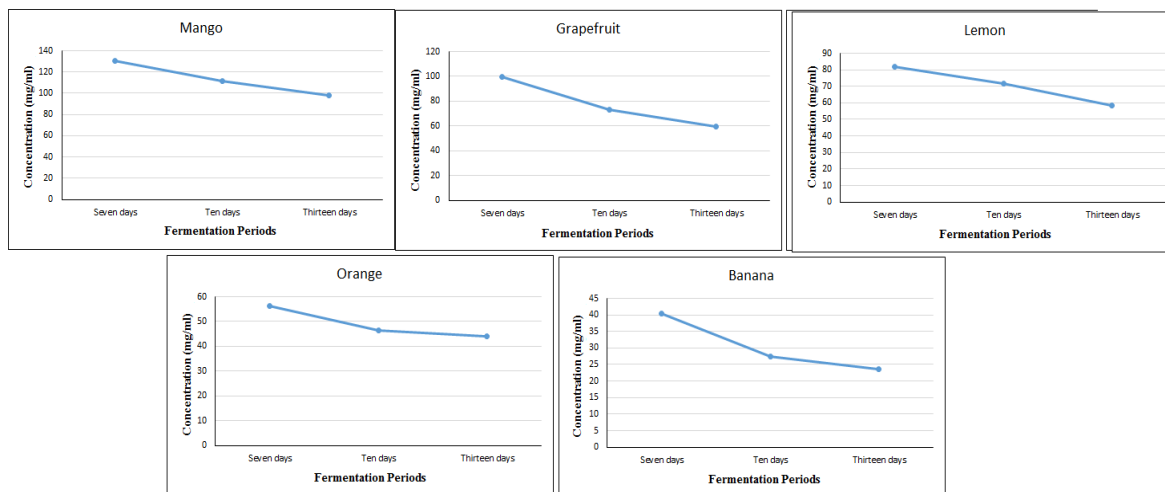 Mango
140
120
100
80
60
40
20
0
Concentration (mg/ml)
Seven days Ten days Thirteen days
Fermentation Periods
Grapefruit
120
100
80
60
40
20
0
Concentration (mg/ml)
Seven days Ten days Thirteen days
Fermentation Periods
Lemon
90
80
70
60
50
40
30
20
10
0
Concentration (mg/ml)
Seven days Ten days Thirteen days
Fermentation Periods
Orange
60
50
40
30
20
10
0
Concentration (mg/ml)
Seven days Ten days Thirteen days
Fermentation Periods
Banana
45
40
35
30
25
20
15
10
5
0
Concentration (mg/ml)
Seven days Ten days Thirteen days
Fermentation Periods